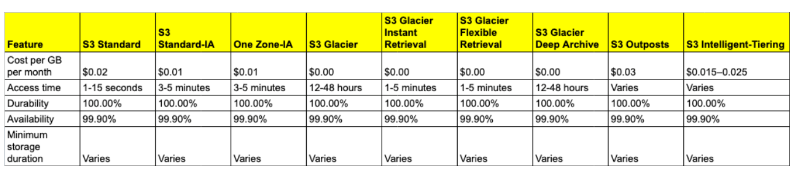 Feature S3 Standard S3 Standard-IA One Zone-IA S3 Glacier S3 Glacier Instant Retrieval S3 Glacier Flexible Retrieval S3 Glacier Deep Archive S3 Outposts S3 Intelligent-Tiering
Cost per GB per month $0.02 $0.01 $0.01 $0.00 $0.00 $0.00 $0.00 $0.03 $0.015–0.025
Access time 1-15 seconds 3-5 minutes 3-5 minutes 12-48 hours 1-5 minutes 1-5 minutes 12-48 hours Varies Varies
Durability 100.00% 100.00% 100.00% 100.00% 100.00% 100.00% 100.00% 100.00% 100.00%
Availability 99.90% 99.90% 99.90% 99.90% 99.90% 99.90% 99.90% 99.90% 99.90%
Minimum storage duration Varies Varies Varies Varies Varies Varies Varies Varies Varies